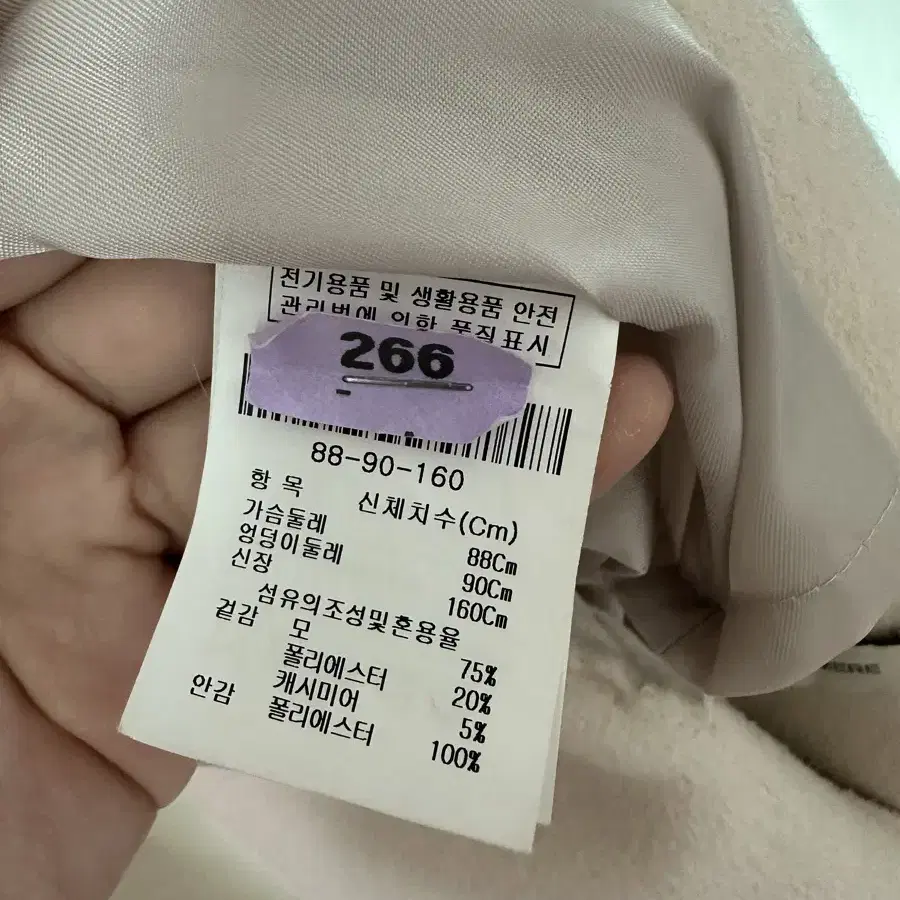 전기용품 및 생활용품 안전
관리법에 의한 품질표시
266
88-90-160
항 목 신체치수(Cm)
가슴둘레 88Cm
엉덩이둘레 90Cm
신장 160Cm
섬유의조성및혼용율
겉감 모 75%
폴리에스터 20%
캐시미어 5%
안감 폴리에스터 100%